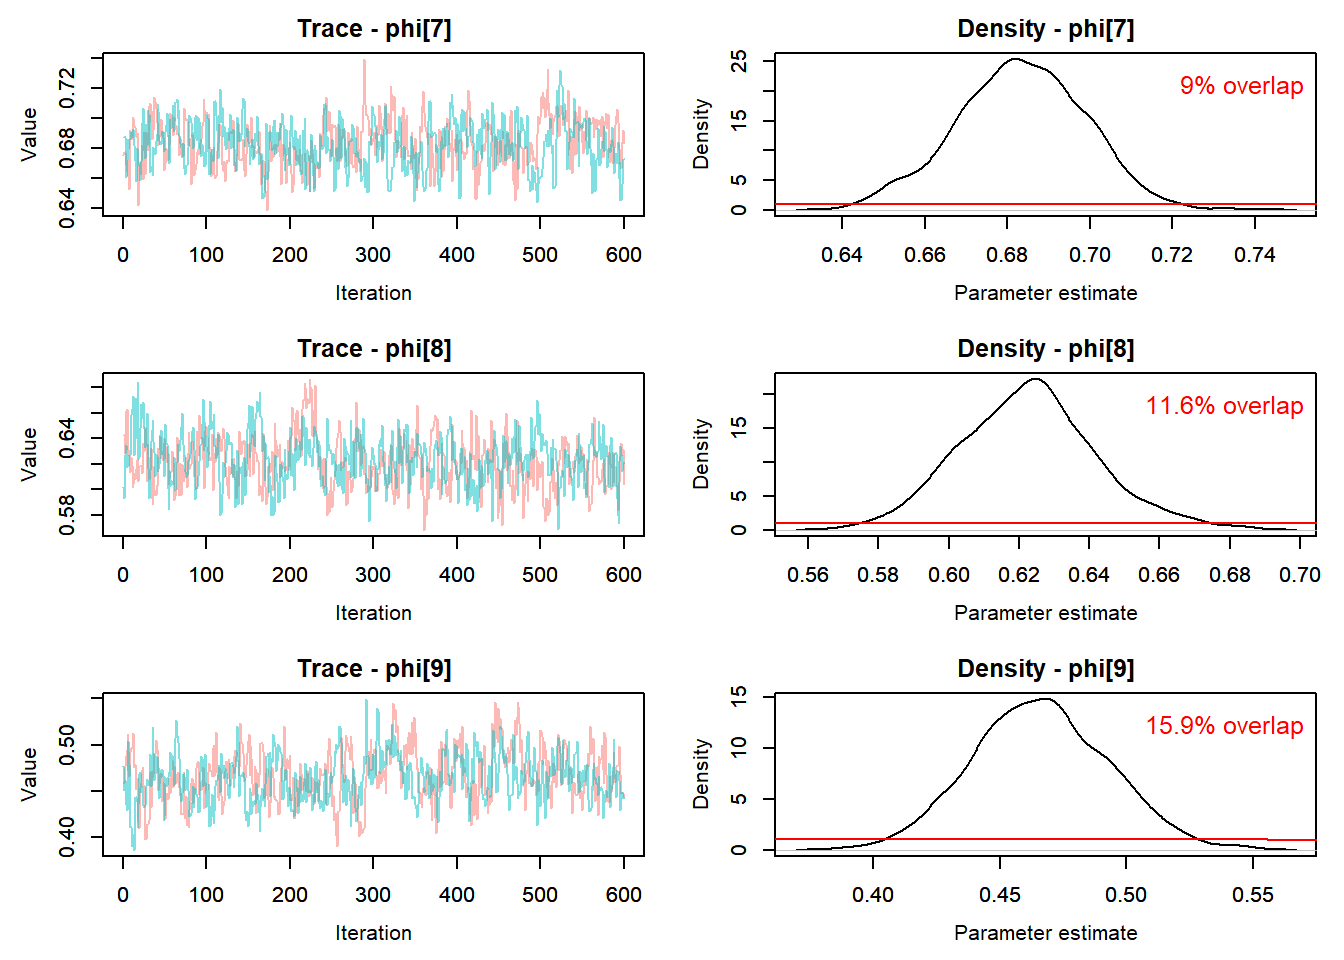 Trace - phi[7]
Value
0.64 0.68 0.72
0 100 200 300 400 500 600
Iteration
Density - phi[7]
9% overlap
Density
0 5 15 25
0.64 0.66 0.68 0.70 0.72 0.74
Parameter estimate
Trace - phi[8]
Value
0.58 0.64
0 100 200 300 400 500 600
Iteration
Density - phi[8]
11.6% overlap
Density
0 5 15
0.56 0.58 0.60 0.62 0.64 0.66 0.68 0.70
Parameter estimate
Trace - phi[9]
Value
0.40 0.50
0 100 200 300 400 500 600
Iteration
Density - phi[9]
15.9% overlap
Density
0 5 10 15
0.40 0.45 0.50 0.55
Parameter estimate